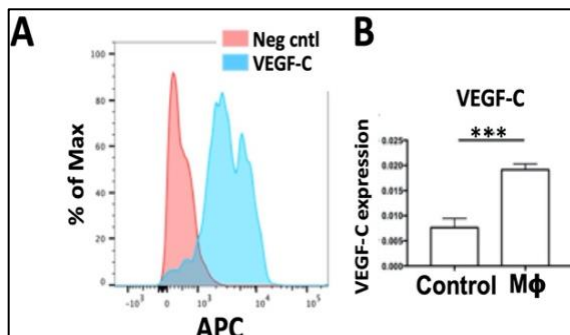 A
Neg cntl
VEGF-C
% of Max
100
80
60
40
20
0
-10³ 0 10³ 10⁴ 10⁵
APC
B
VEGF-C
***
VEGF-C expression
0.025
0.020
0.015
0.010
0.005
0.000
Control Mϕ